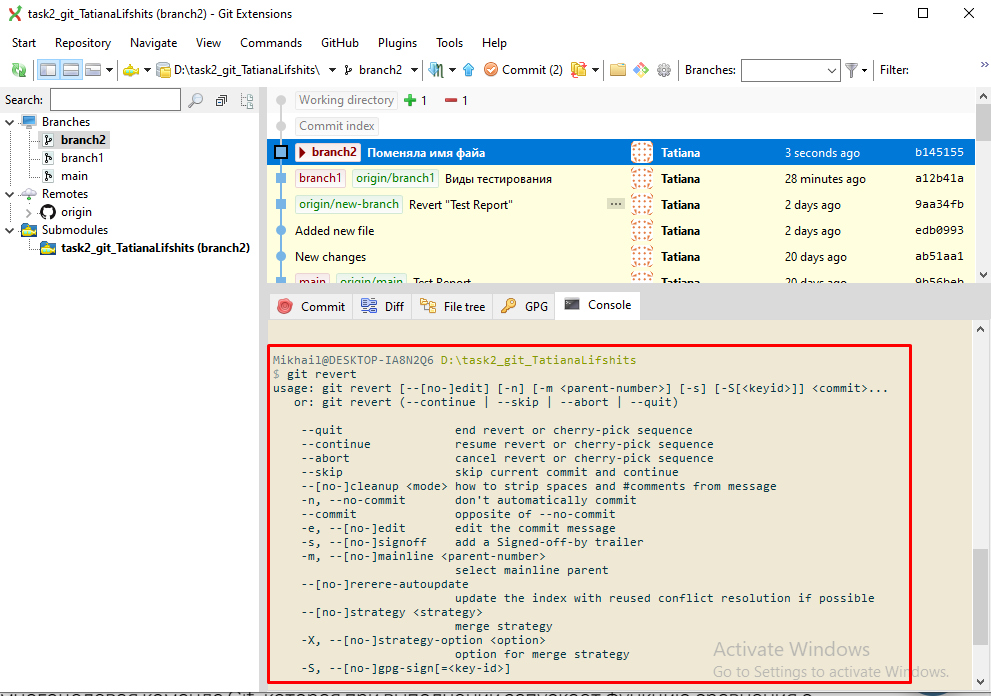 task2_git_TatianaLifshits (branch2) - Git Extensions
Start Repository Navigate View Commands GitHub Plugins Tools Help
D:\task2_git_TatianaLifshits\ branch2 Commit (2) Branches: Filter: »
Search:
Working directory 1 1
Branches
Commit index
branch2
branch2 Поменяла имя файа Tatiana 3 seconds ago b145155
branch1
main
branch1 origin/branch1 Виды тестирования Tatiana 28 minutes ago a12b41a
Remotes
origin/new-branch Revert "Test Report" ... Tatiana 2 days ago 9aa34fb
origin
Submodules
Added new file Tatiana 2 days ago edb0993
task2_git_TatianaLifshits (branch2)
New changes Tatiana 20 days ago ab51aa1
main origin/main Test Report Tatiana 20 days ago 9b56beb
Commit Diff File tree GPG Console
Mikhail@DESKTOP-IA8N2Q6 D:\task2_git_TatianaLifshits
$ git revert
usage: git revert [--[no-]edit] [-n] [-m <parent-number>] [-s] [-S[<keyid>]] <commit>...
or: git revert (--continue | --skip | --abort | --quit)
--quit end revert or cherry-pick sequence
--continue resume revert or cherry-pick sequence
--abort cancel revert or cherry-pick sequence
--skip skip current commit and continue
--[no-]cleanup <mode> how to strip spaces and #comments from message
-n, --no-commit don't automatically commit
--commit opposite of --no-commit
-e, --[no-]edit edit the commit message
-s, --[no-]signoff add a Signed-off-by trailer
-m, --[no-]mainline <parent-number>
select mainline parent
--[no-]rerere-autoupdate
update the index with reused conflict resolution if possible
--[no-]strategy <strategy>
merge strategy
-X, --[no-]strategy-option <option>
option for merge strategy
-S, --[no-]gpg-sign[=<key-id>]
Activate Windows
Go to Settings to activate Windows.